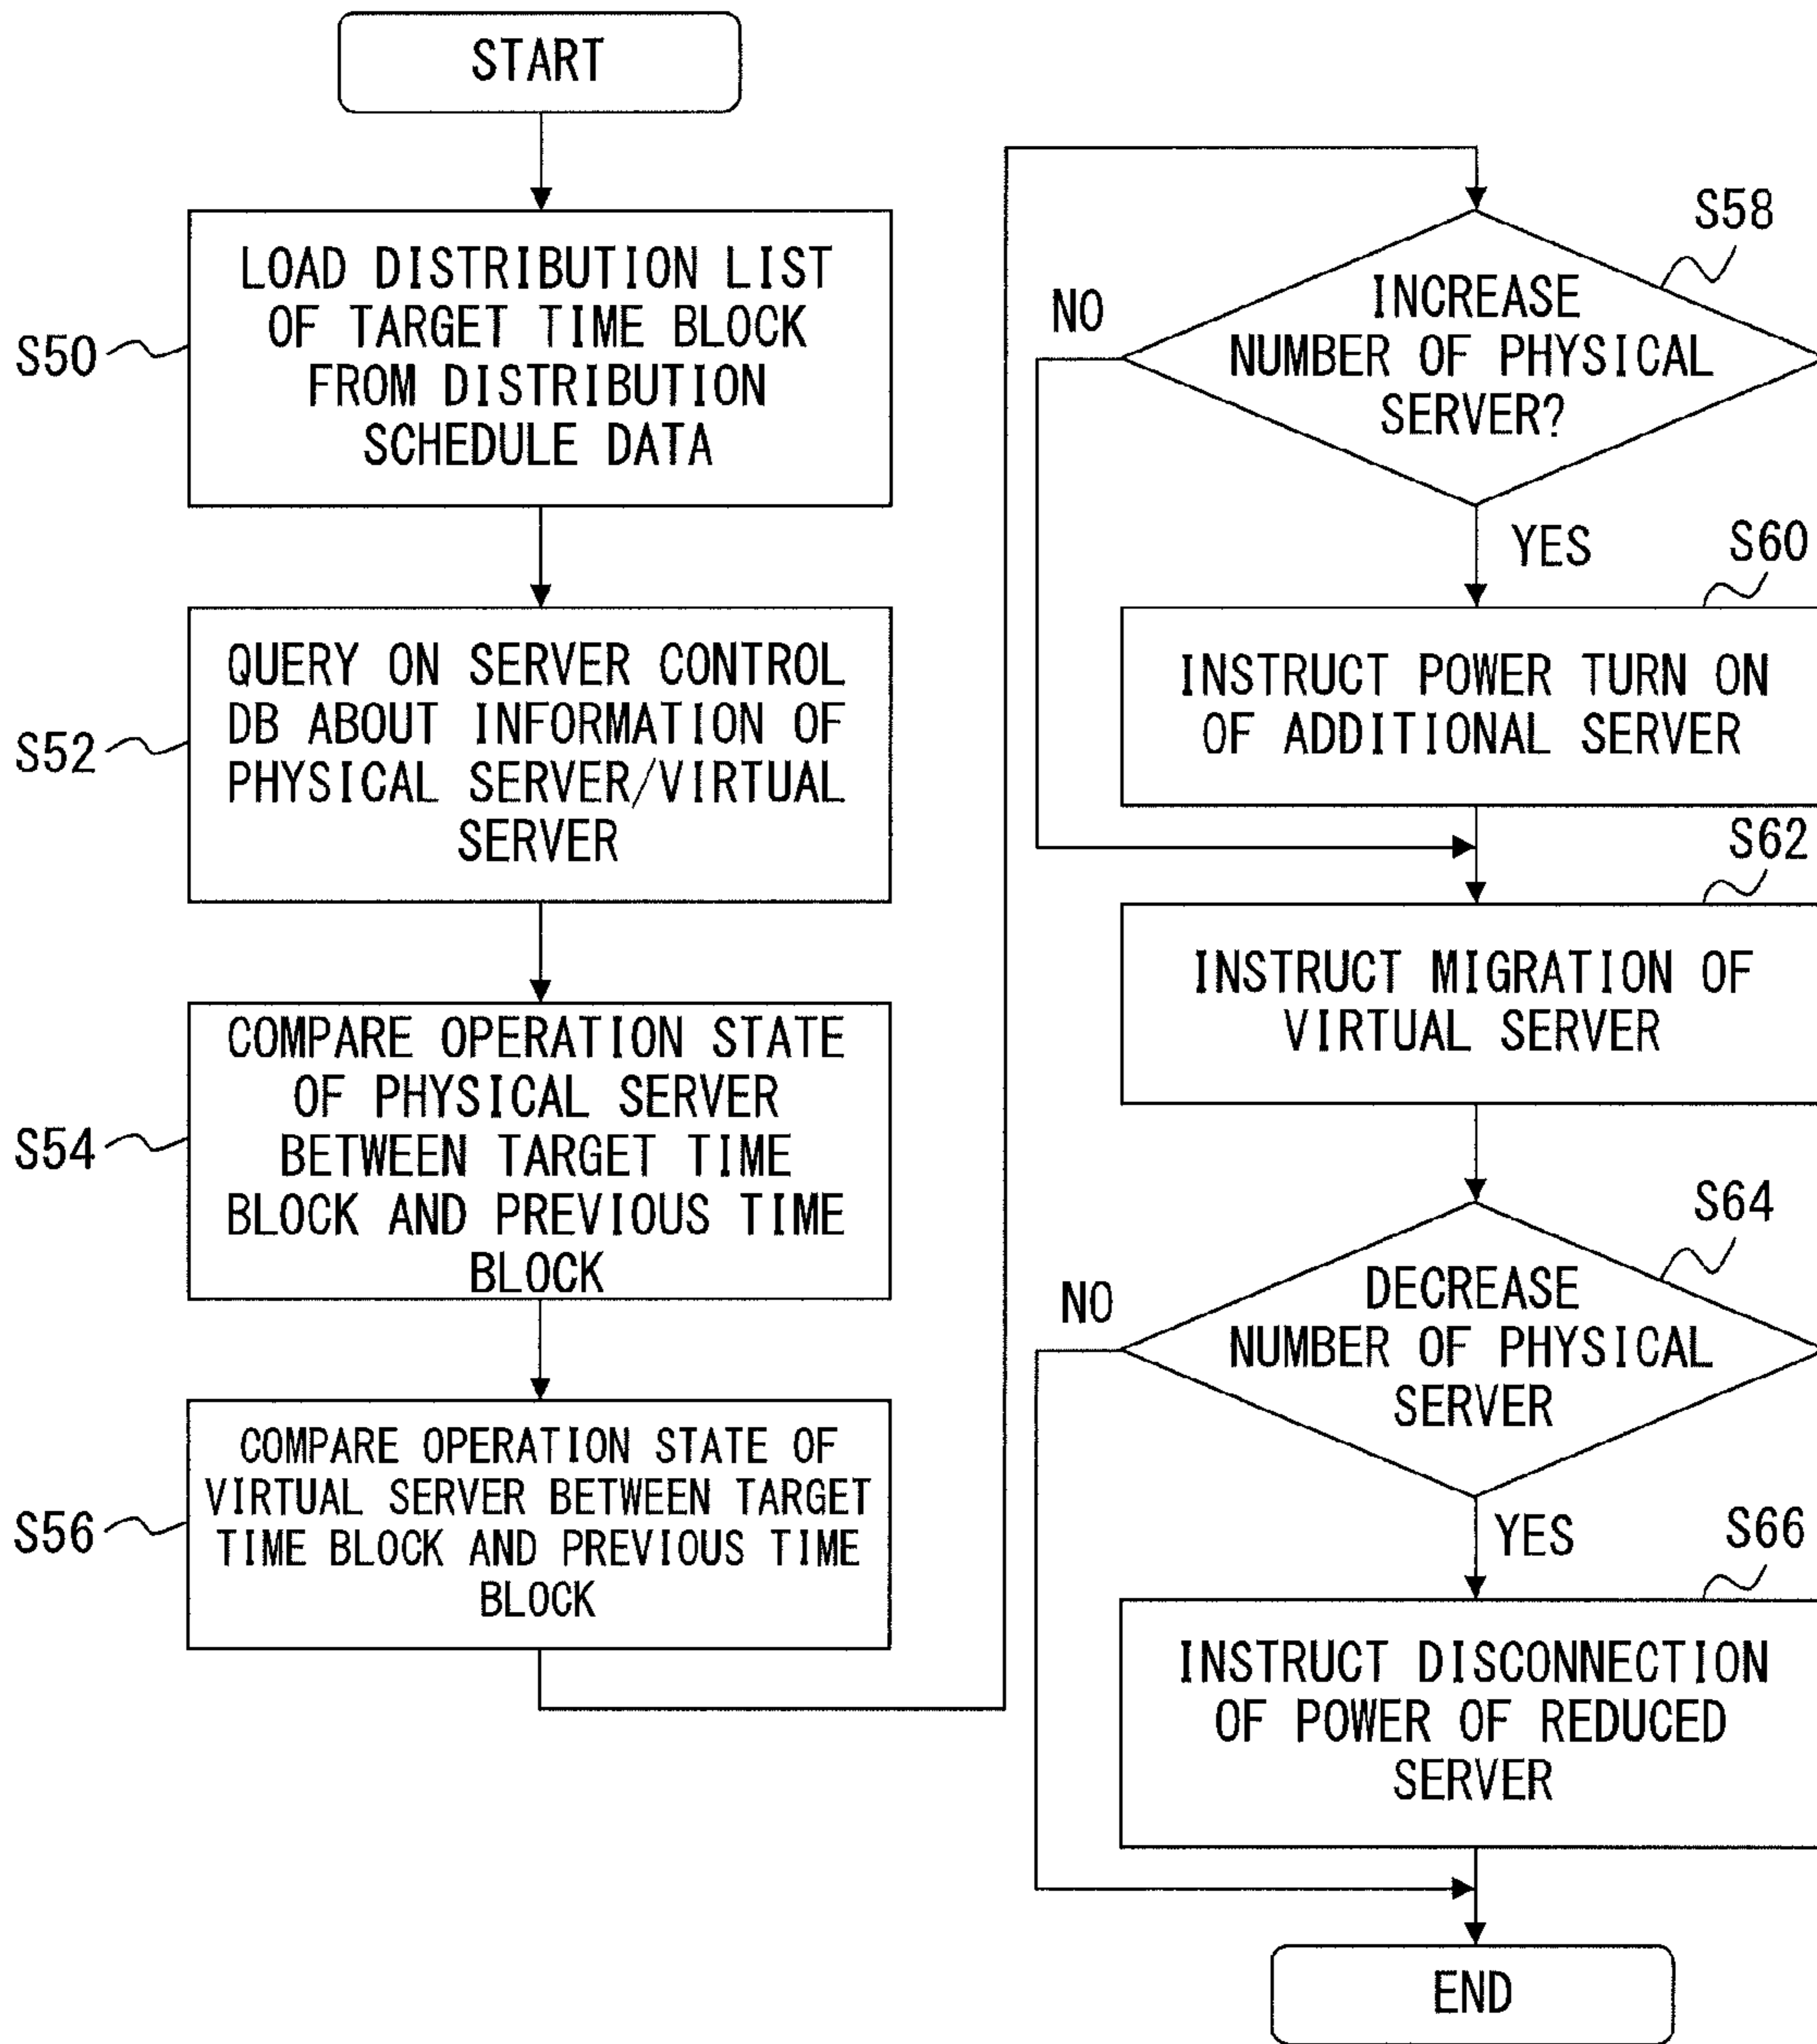 START
S50
LOAD DISTRIBUTION LIST
OF TARGET TIME BLOCK
FROM DISTRIBUTION
SCHEDULE DATA
S52
QUERY ON SERVER CONTROL
DB ABOUT INFORMATION OF
PHYSICAL SERVER/VIRTUAL
SERVER
S54
COMPARE OPERATION STATE
OF PHYSICAL SERVER
BETWEEN TARGET TIME
BLOCK AND PREVIOUS TIME
BLOCK
S56
COMPARE OPERATION STATE OF
VIRTUAL SERVER BETWEEN TARGET
TIME BLOCK AND PREVIOUS TIME
BLOCK
S58
INCREASE
NUMBER OF PHYSICAL
SERVER?
NO
YES
S60
INSTRUCT POWER TURN ON
OF ADDITIONAL SERVER
S62
INSTRUCT MIGRATION OF
VIRTUAL SERVER
S64
DECREASE
NUMBER OF PHYSICAL
SERVER
NO
YES
S66
INSTRUCT DISCONNECTION
OF POWER OF REDUCED
SERVER
END